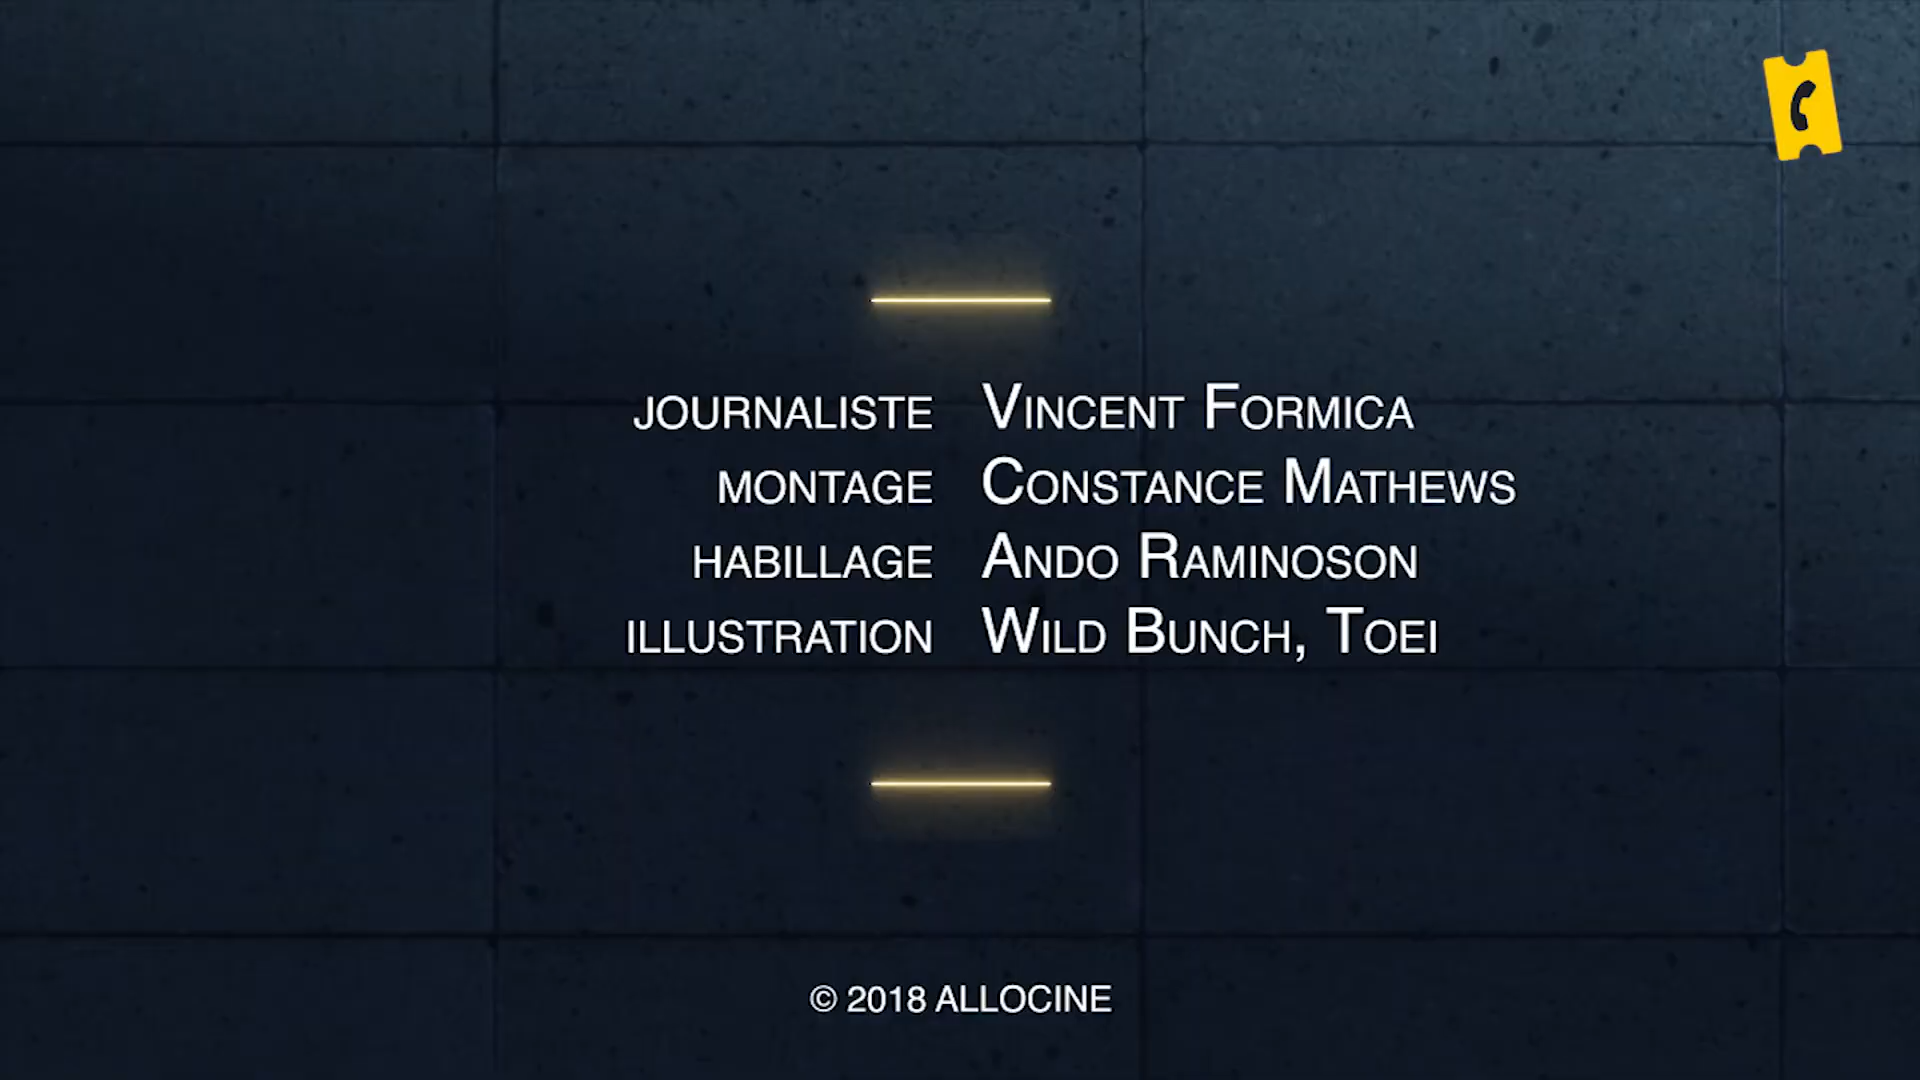 JOURNALISTE VINCENT FORMICA
MONTAGE CONSTANCE MATHEWS
HABILLAGE ANDO RAMINOSON
ILLUSTRATION WILD BUNCH, TOEI
© 2018 ALLOCINE